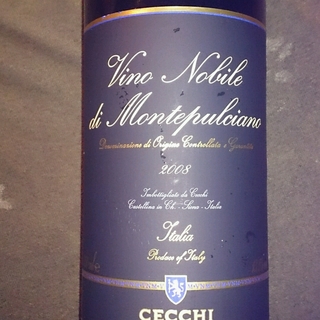 Vino Nobile
di Montepulciano
Denominazione di Origine Controllata e Garantita
2008
Imbottigliato da Cecchi
Castellina in Ch. - Siena - Italia
Italia
Produce of Italy
CECCHI